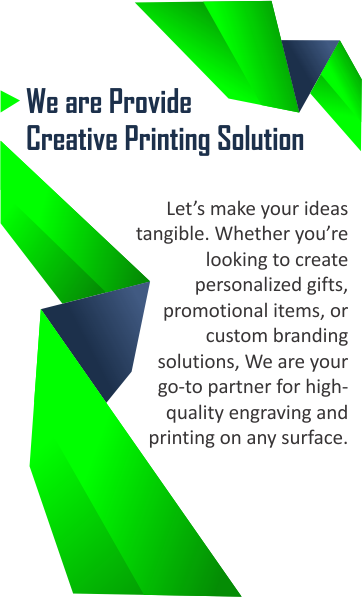 We are Provide
Creative Printing Solution
Let’s make your ideas
tangible. Whether you’re
looking to create
personalized gifts,
promotional items, or
custom branding
solutions, We are your
go-to partner for high-
quality engraving and
printing on any surface.